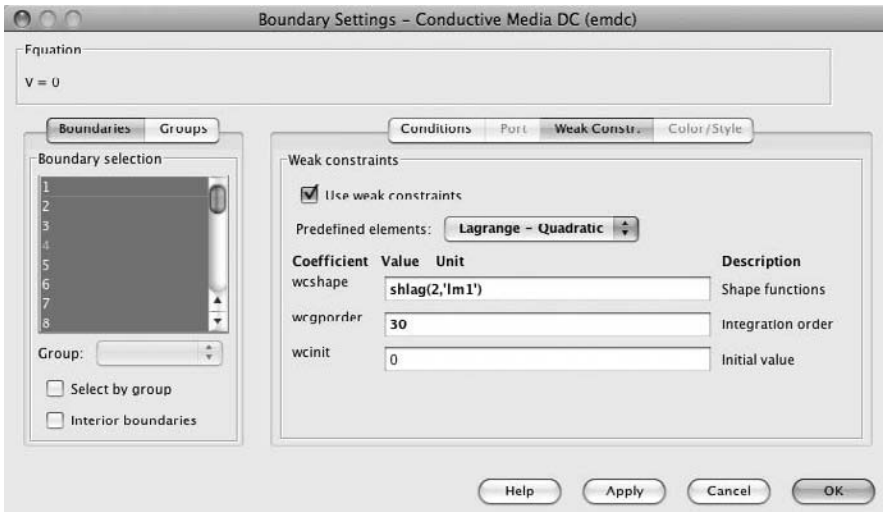 Boundary Settings – Conductive Media DC (emdc)
Equation
V = 0
Boundaries Groups
Boundary selection
1
2
3
4
5
6
7
8
Group:
Select by group
Interior boundaries
Conditions Port Weak Constr. Color/Style
Weak constraints
Use weak constraints
Predefined elements: Lagrange – Quadratic
Coefficient Value Unit Description
wcshape shlag(2,'lm1') Shape functions
wcgporder 30 Integration order
wcinit 0 Initial value
Help Apply Cancel OK